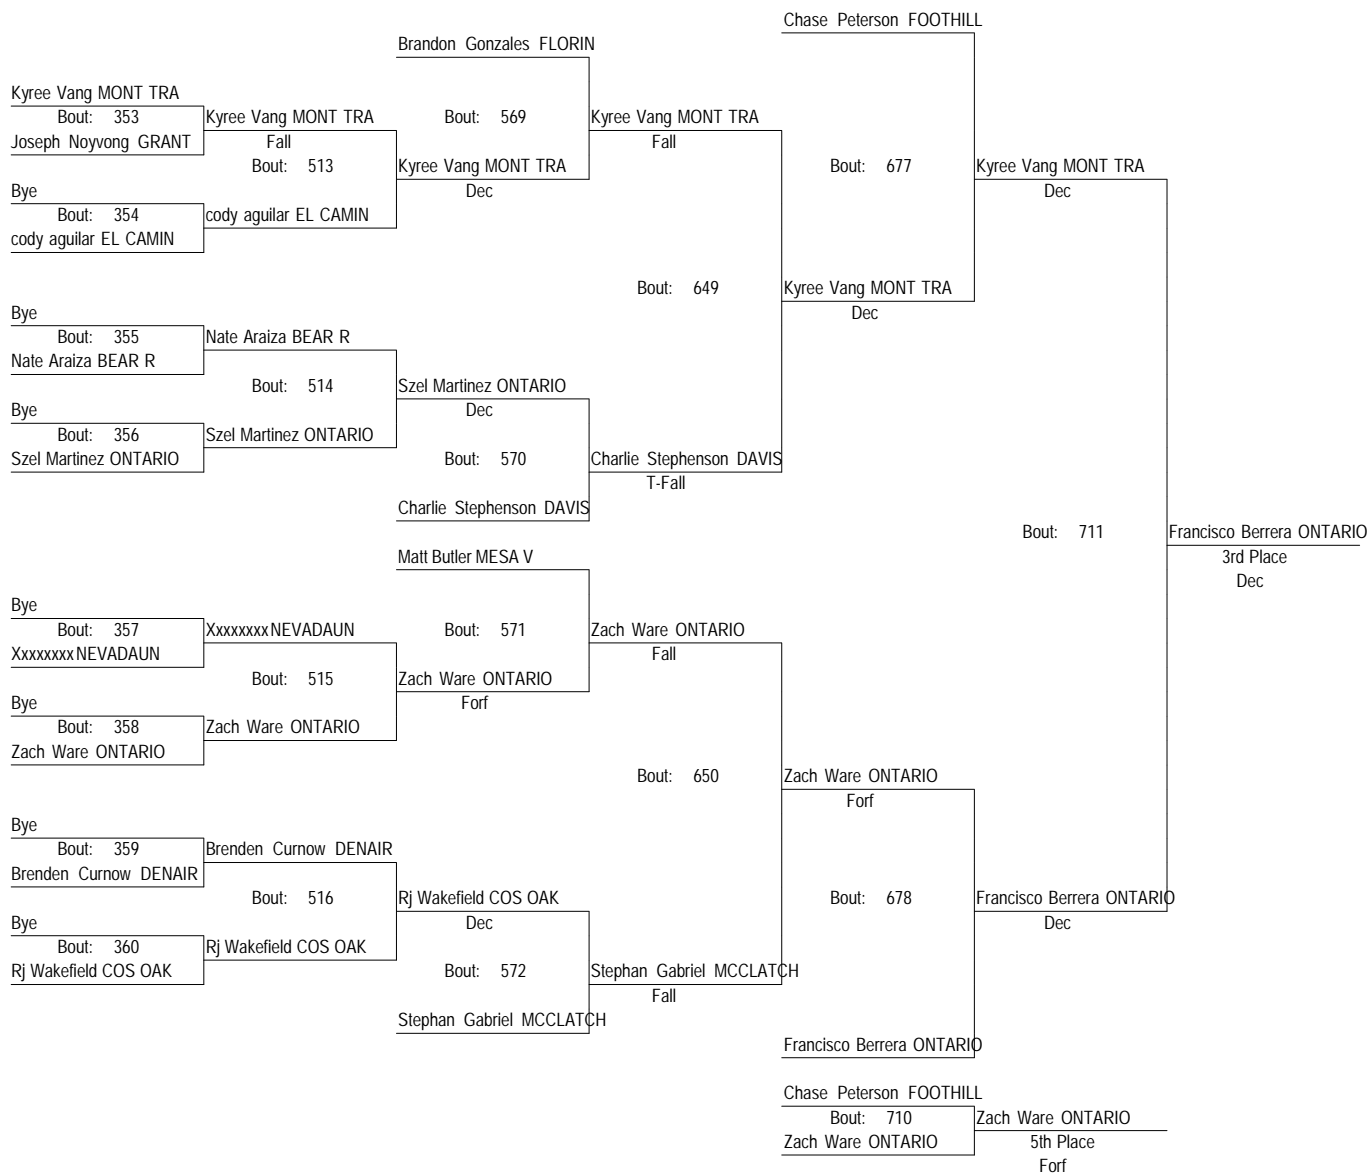 Chase Peterson FOOTHILL
Brandon Gonzales FLORIN
Kyree Vang MONT TRA
Bout: 353
Joseph Noyvong GRANT
Kyree Vang MONT TRA
Fall
Bout: 513
Bye
Bout: 354
cody aguilar EL CAMIN
cody aguilar EL CAMIN
Bout: 569
Kyree Vang MONT TRA
Dec
Kyree Vang MONT TRA
Fall
Bout: 677
Kyree Vang MONT TRA
Dec
Bout: 649
Kyree Vang MONT TRA
Dec
Bye
Bout: 355
Nate Araiza BEAR R
Nate Araiza BEAR R
Bout: 514
Bye
Bout: 356
Szel Martinez ONTARIO
Szel Martinez ONTARIO
Szel Martinez ONTARIO
Dec
Bout: 570
Charlie Stephenson DAVIS
Charlie Stephenson DAVIS
T-Fall
Bout: 711
Francisco Berrera ONTARIO
3rd Place
Dec
Matt Butler MESA V
Bye
Bout: 357
Xxxxxxxx NEVADAUN
Xxxxxxxx NEVADAUN
Bout: 515
Bye
Bout: 358
Zach Ware ONTARIO
Zach Ware ONTARIO
Bout: 571
Zach Ware ONTARIO
Forf
Zach Ware ONTARIO
Fall
Bout: 650
Zach Ware ONTARIO
Forf
Bye
Bout: 359
Brenden Curnow DENAIR
Brenden Curnow DENAIR
Bout: 516
Bye
Bout: 360
Rj Wakefield COS OAK
Rj Wakefield COS OAK
Rj Wakefield COS OAK
Dec
Bout: 572
Stephan Gabriel MCCLATCH
Stephan Gabriel MCCLATCH
Fall
Bout: 678
Francisco Berrera ONTARIO
Dec
Francisco Berrera ONTARIO
Chase Peterson FOOTHILL
Bout: 710
Zach Ware ONTARIO
Zach Ware ONTARIO
5th Place
Forf